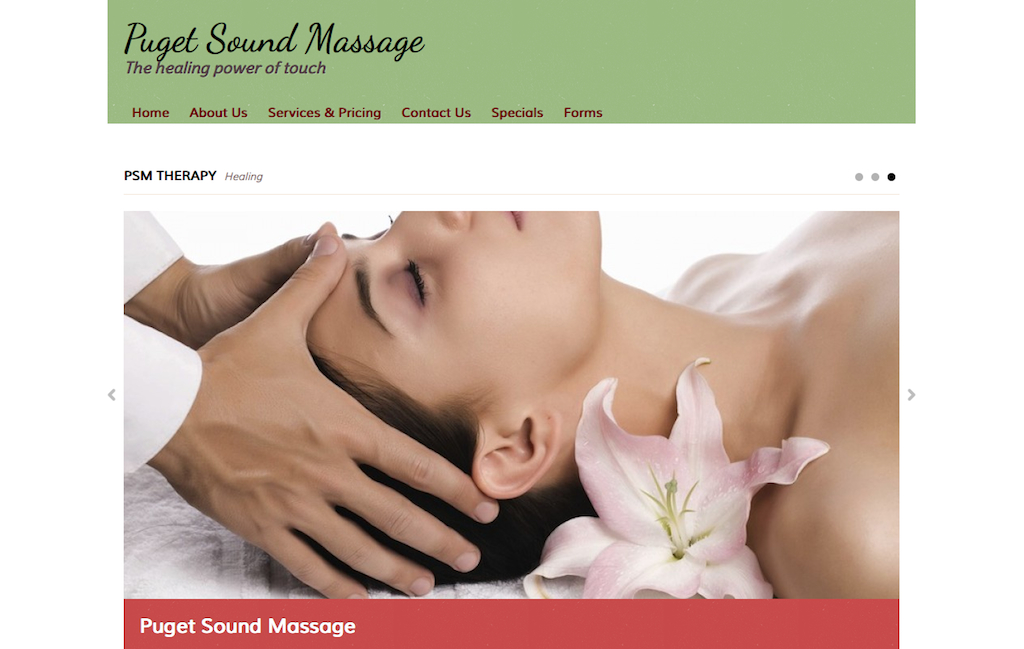 Puget Sound Massage
The healing power of touch
Home About Us Services & Pricing Contact Us Specials Forms
PSM THERAPY Healing
Puget Sound Massage